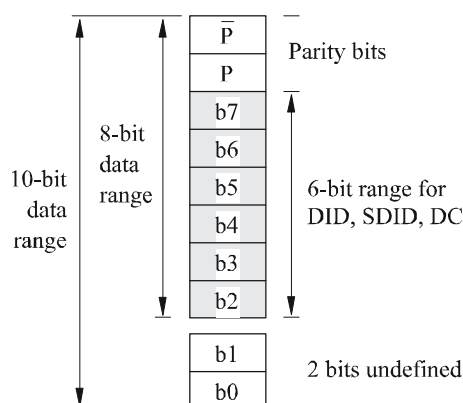 P̅
P
Parity bits
b7
b6
b5
b4
b3
b2
8-bit
data
range
10-bit
data
range
6-bit range for
DID, SDID, DC
b1
b0
2 bits undefined